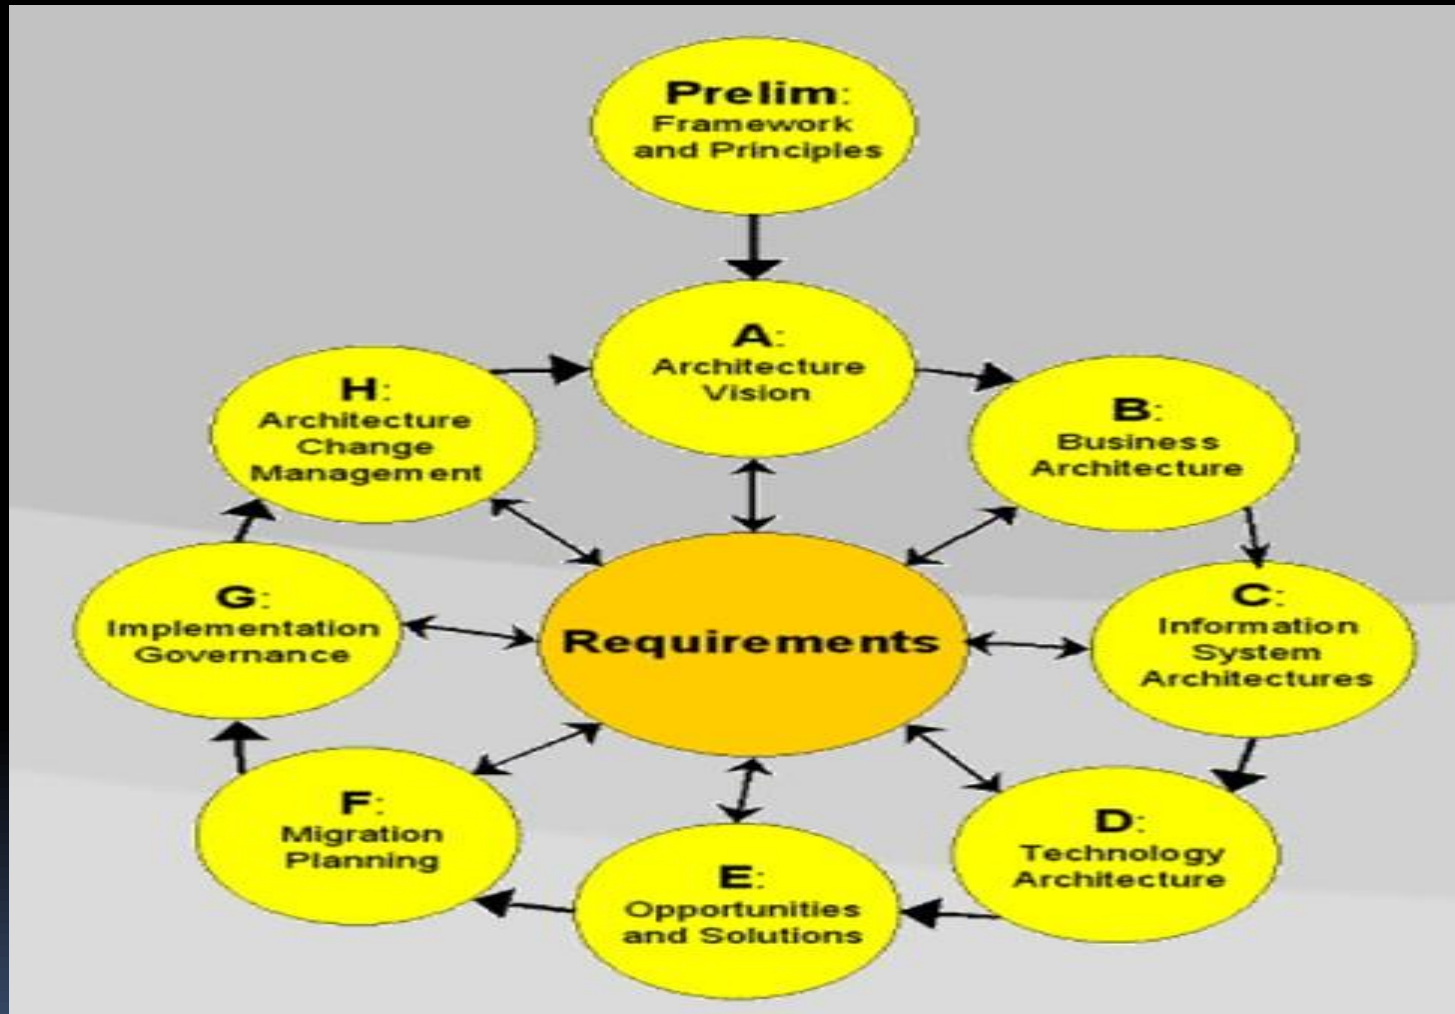 Prelim:
Framework
and Principles
A:
Architecture
Vision
B:
Business
Architecture
C:
Information
System
Architectures
D:
Technology
Architecture
E:
Opportunities
and Solutions
F:
Migration
Planning
G:
Implementation
Governance
H:
Architecture
Change
Management
Requirements